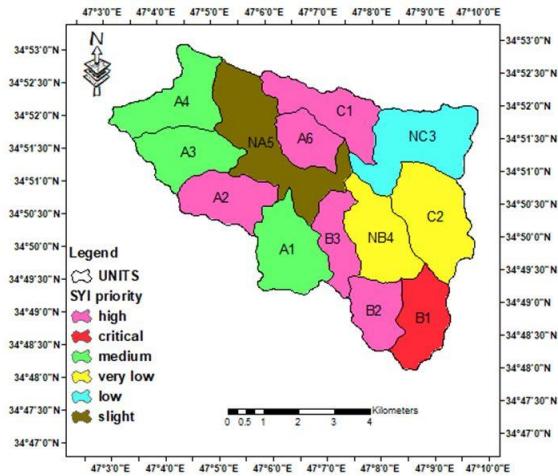 47°3'0"E 47°4'0"E 47°5'0"E 47°6'0"E 47°7'0"E 47°8'0"E 47°9'0"E 47°10'0"E
N
34°53'0"N 34°53'0"N
34°52'30"N 34°52'30"N
A4
C1
34°52'0"N 34°52'0"N
NA5 A6 NC3
34°51'30"N 34°51'30"N
A3
34°51'0"N 34°51'0"N
A2
34°50'30"N 34°50'30"N
C2
B3 NB4
A1
34°50'0"N 34°50'0"N
Legend
34°49'30"N 34°49'30"N
UNITS
SYI priority
34°49'0"N 34°49'0"N
high
B2 B1
critical
34°48'30"N 34°48'30"N
medium
34°48'0"N 34°48'0"N
very low
low
34°47'30"N 34°47'30"N
slight
0 0.5 1 2 3 4 Kilometers
34°47'0"N 34°47'0"N
47°3'0"E 47°4'0"E 47°5'0"E 47°6'0"E 47°7'0"E 47°8'0"E 47°9'0"E 47°10'0"E